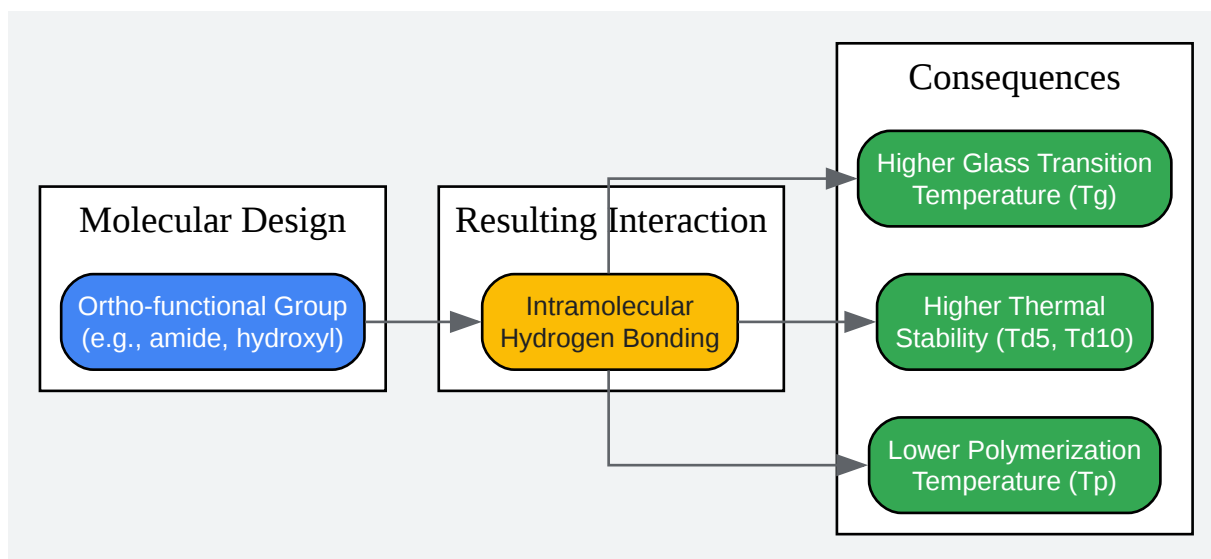 Molecular Design
Ortho-functional Group
(e.g., amide, hydroxyl)
Resulting Interaction
Intramolecular
Hydrogen Bonding
Consequences
Higher Glass Transition
Temperature (Tg)
Higher Thermal
Stability (Td5, Td10)
Lower Polymerization
Temperature (Tp)